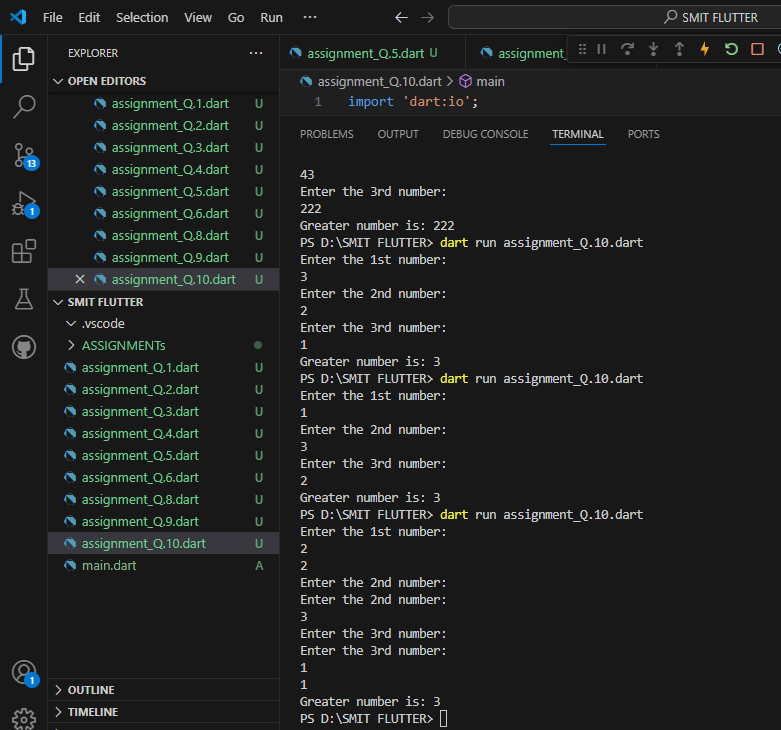 File Edit Selection View Go Run ··· SMIT FLUTTER
EXPLORER ···
OPEN EDITORS
assignment_Q.1.dart U
assignment_Q.2.dart U
assignment_Q.3.dart U
assignment_Q.4.dart U
assignment_Q.5.dart U
assignment_Q.6.dart U
assignment_Q.8.dart U
assignment_Q.9.dart U
assignment_Q.10.dart U
SMIT FLUTTER
.vscode
ASSIGNMENTs
assignment_Q.1.dart U
assignment_Q.2.dart U
assignment_Q.3.dart U
assignment_Q.4.dart U
assignment_Q.5.dart U
assignment_Q.6.dart U
assignment_Q.8.dart U
assignment_Q.9.dart U
assignment_Q.10.dart U
main.dart A
OUTLINE
TIMELINE
13
1
1
assignment_Q.5.dart U assignment_
assignment_Q.10.dart > main
1 import 'dart:io';
PROBLEMS OUTPUT DEBUG CONSOLE TERMINAL PORTS
43
Enter the 3rd number:
222
Greater number is: 222
PS D:\SMIT FLUTTER> dart run assignment_Q.10.dart
Enter the 1st number:
3
Enter the 2nd number:
2
Enter the 3rd number:
1
Greater number is: 3
PS D:\SMIT FLUTTER> dart run assignment_Q.10.dart
Enter the 1st number:
1
Enter the 2nd number:
3
Enter the 3rd number:
2
Greater number is: 3
PS D:\SMIT FLUTTER> dart run assignment_Q.10.dart
Enter the 1st number:
2
2
Enter the 2nd number:
Enter the 2nd number:
3
Enter the 3rd number:
Enter the 3rd number:
1
1
Greater number is: 3
PS D:\SMIT FLUTTER>